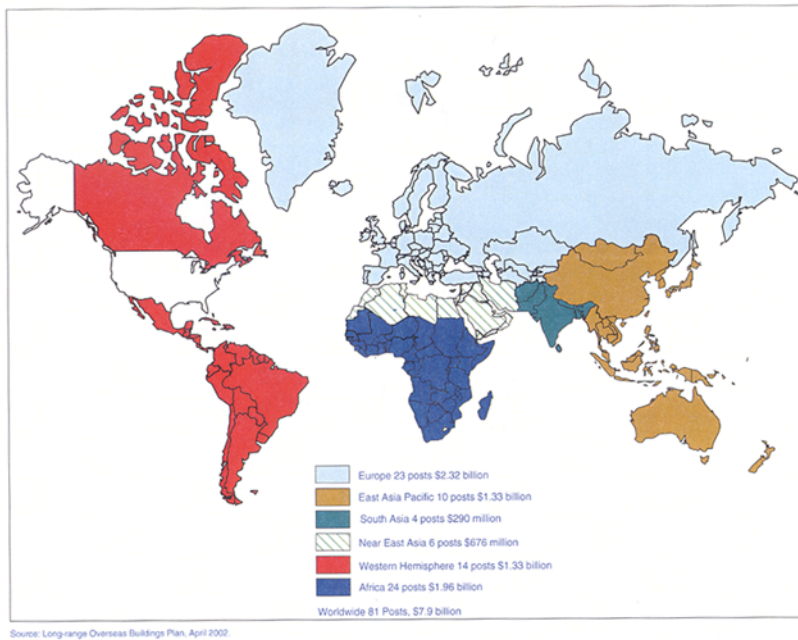 Europe 23 posts $2.32 billion
East Asia Pacific 10 posts $1.33 billion
South Asia 4 posts $290 million
Near East Asia 6 posts $676 million
Western Hemisphere 14 posts $1.33 billion
Africa 24 posts $1.96 billion
Worldwide 81 Posts, $7.9 billion
Source: Long-range Overseas Buildings Plan, April 2002.